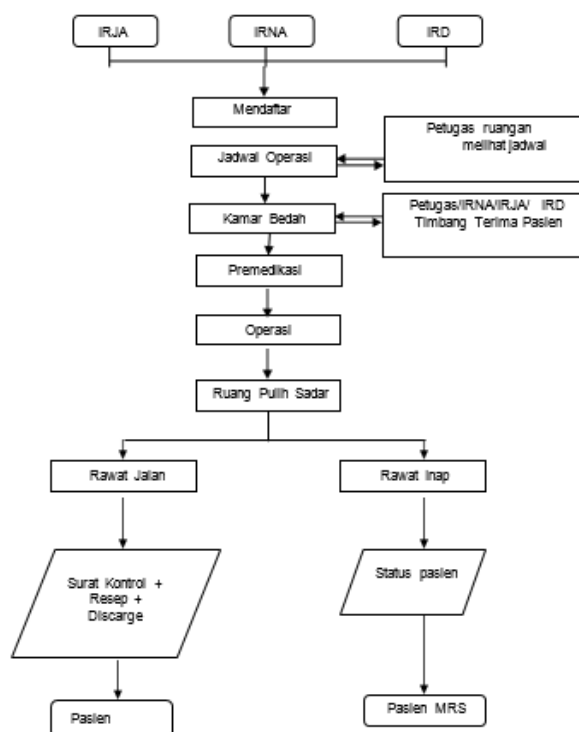 IRJA
IRNA
IRD
Mendaftar
Petugas ruangan
melihat jadwal
Jadwal Operasi
Petugas/IRNA/IRJA/ IRD
Timbang Terima Pasien
Kamar Bedah
Premedikasi
Operasi
Ruang Pulih Sadar
Rawat Jalan
Rawat Inap
Surat Kontrol +
Resep +
Discarge
Status pasien
Pasien
Pasien MRS